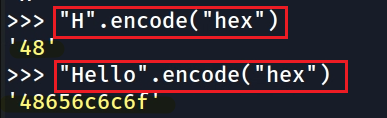 >>> "H".encode("hex")
'48'
>>> "Hello".encode("hex")
'48656c6c6f'